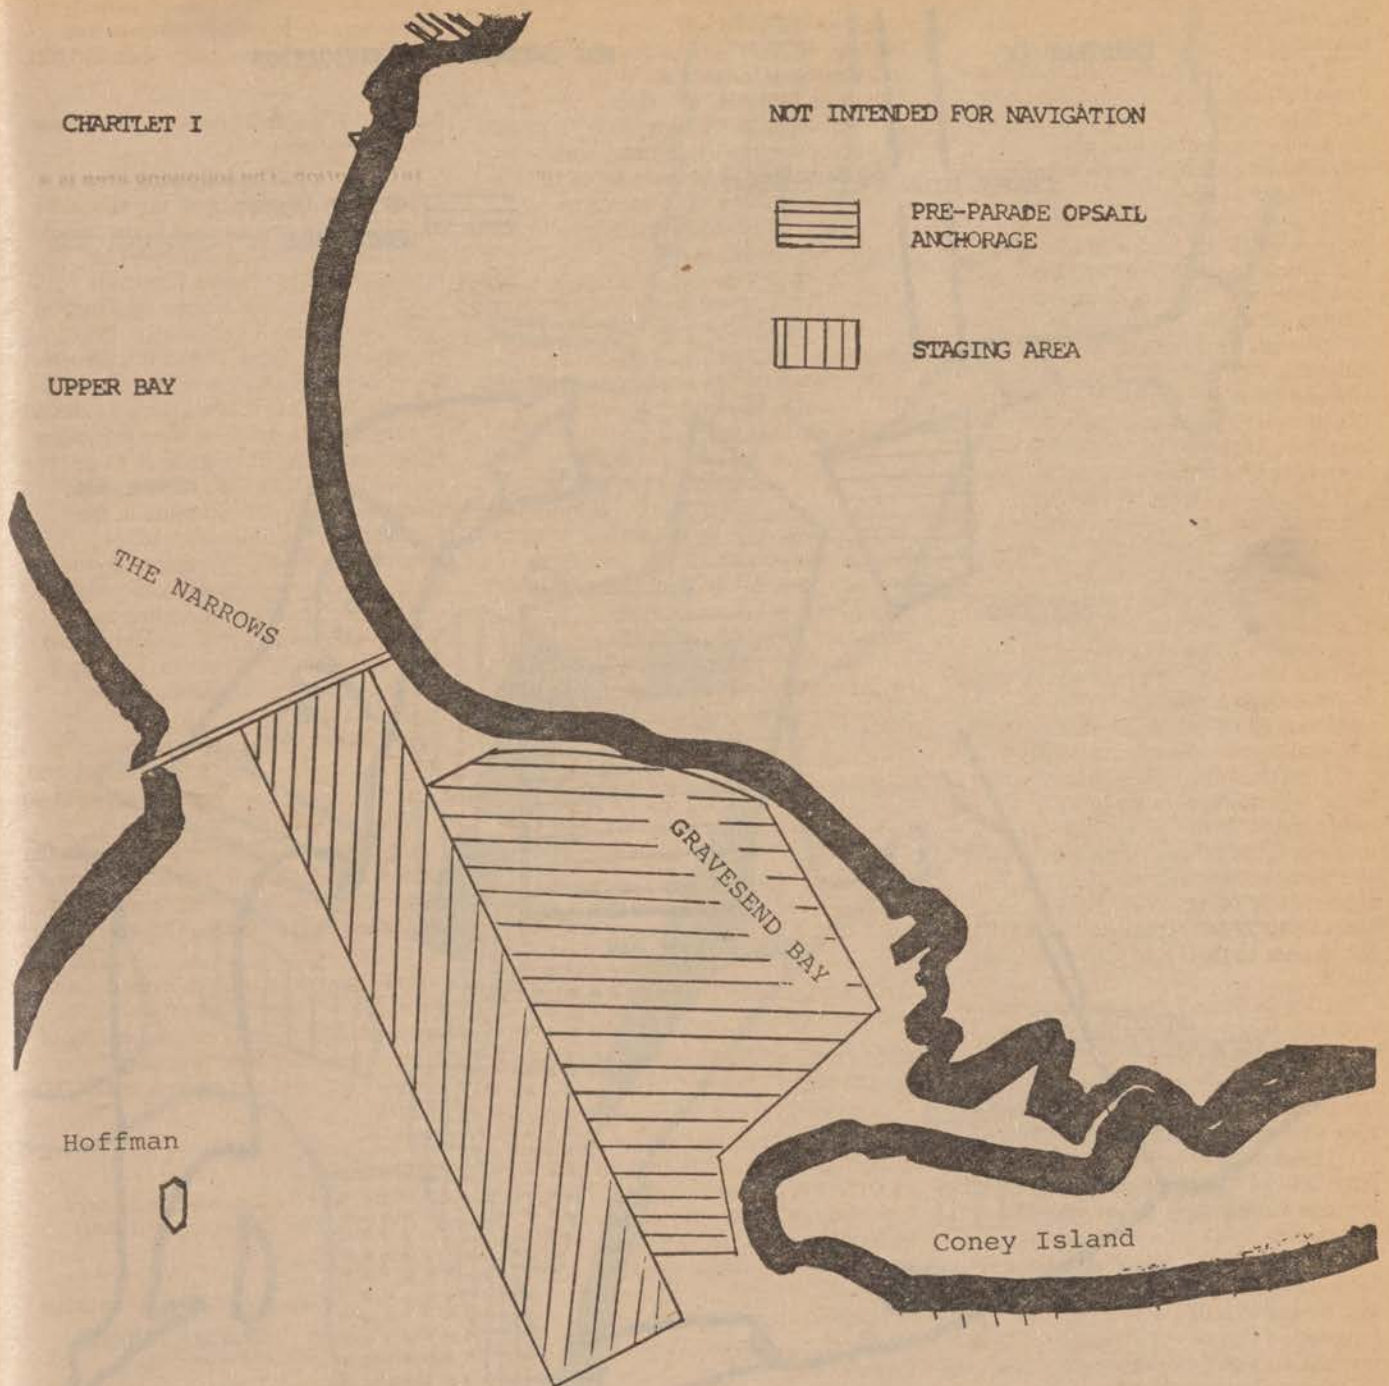 CHARTLET I
NOT INTENDED FOR NAVIGATION
PRE-PARADE OPSAIL
ANCHORAGE
STAGING AREA
UPPER BAY
THE NARROWS
GRAVESEND BAY
Hoffman
Coney Island